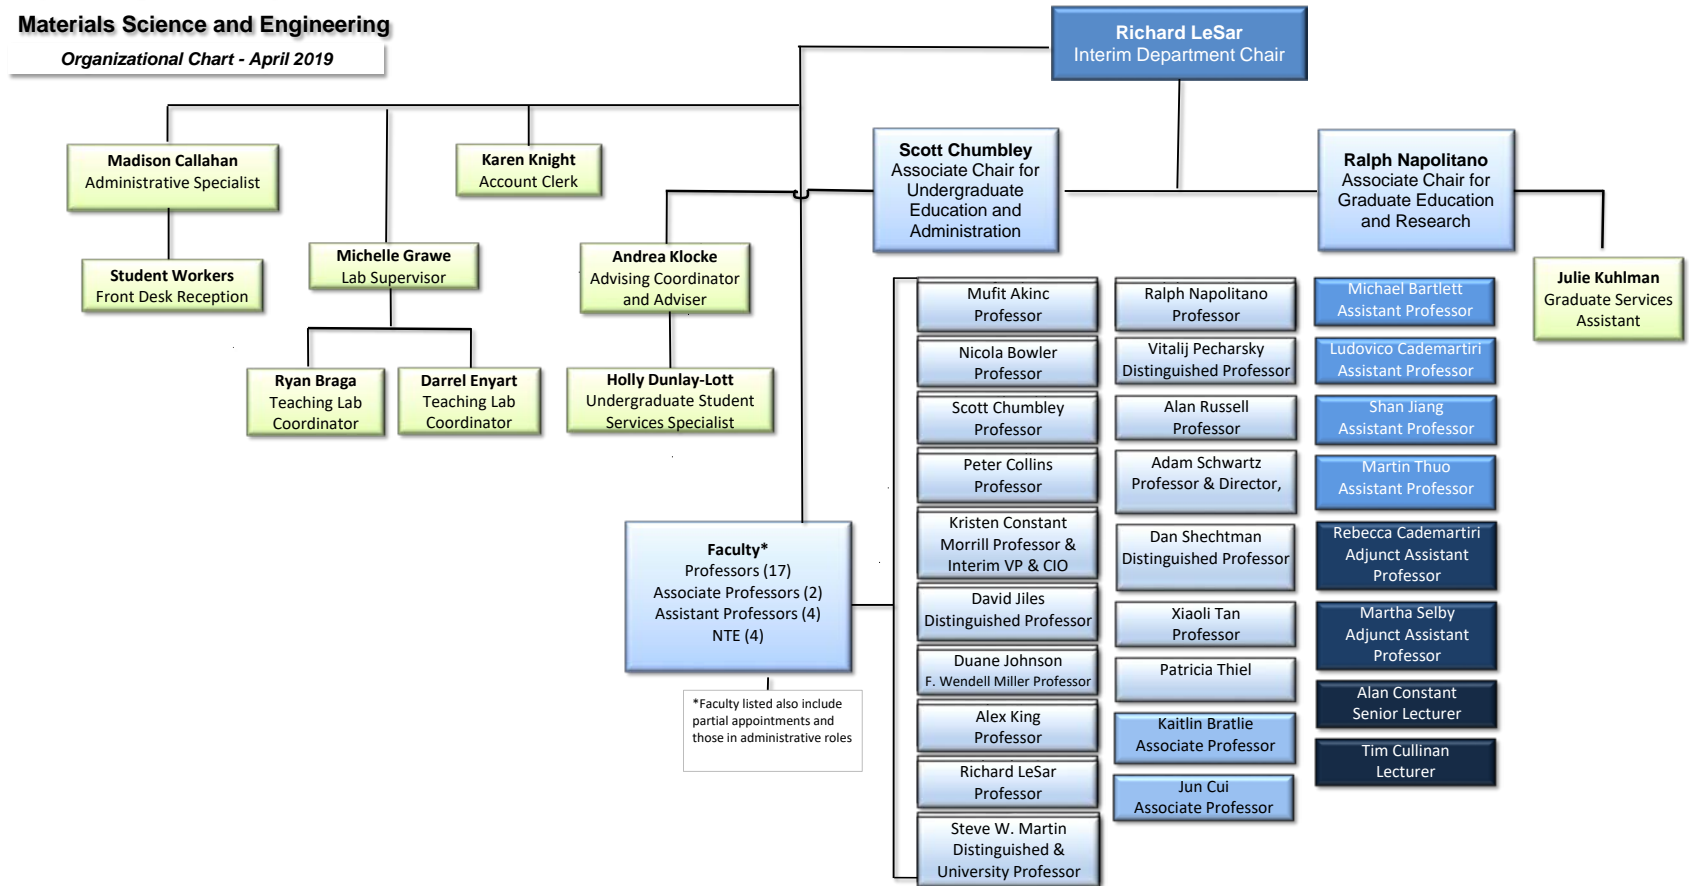 Materials Science and Engineering
Organizational Chart - April 2019
Richard LeSar
Interim Department Chair
Madison Callahan
Administrative Specialist
Karen Knight
Account Clerk
Scott Chumbley
Associate Chair for
Undergraduate
Education and
Administration
Ralph Napolitano
Associate Chair for
Graduate Education
and Research
Student Workers
Front Desk Reception
Michelle Grawe
Lab Supervisor
Andrea Klocke
Advising Coordinator
and Adviser
Julie Kuhlman
Graduate Services
Assistant
Ryan Braga
Teaching Lab
Coordinator
Darrel Enyart
Teaching Lab
Coordinator
Holly Dunlay-Lott
Undergraduate Student
Services Specialist
Faculty*
Professors (17)
Associate Professors (2)
Assistant Professors (4)
NTE (4)
*Faculty listed also include
partial appointments and
those in administrative roles
Mufit Akinc
Professor
Nicola Bowler
Professor
Scott Chumbley
Professor
Peter Collins
Professor
Kristen Constant
Morrill Professor &
Interim VP & CIO
David Jiles
Distinguished Professor
Duane Johnson
F. Wendell Miller Professor
Alex King
Professor
Richard LeSar
Professor
Steve W. Martin
Distinguished &
University Professor
Ralph Napolitano
Professor
Vitalij Pecharsky
Distinguished Professor
Alan Russell
Professor
Adam Schwartz
Professor & Director,
Dan Shechtman
Distinguished Professor
Xiaoli Tan
Professor
Patricia Thiel
Kaitlin Bratlie
Associate Professor
Jun Cui
Associate Professor
Michael Bartlett
Assistant Professor
Ludovico Cademartiri
Assistant Professor
Shan Jiang
Assistant Professor
Martin Thuo
Assistant Professor
Rebecca Cademartiri
Adjunct Assistant
Professor
Martha Selby
Adjunct Assistant
Professor
Alan Constant
Senior Lecturer
Tim Cullinan
Lecturer